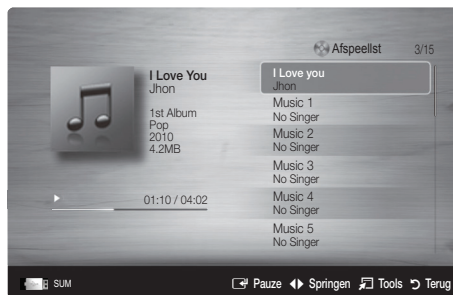 Afspeellst 3/15
I Love You
Jhon
1st Album
Pop
2010
4.2MB
01:10 / 04:02
I Love you
Jhon
Music 1
No Singer
Music 2
No Singer
Music 3
No Singer
Music 4
No Singer
Music 5
No Singer
SUM Pauze Springen Tools Terug